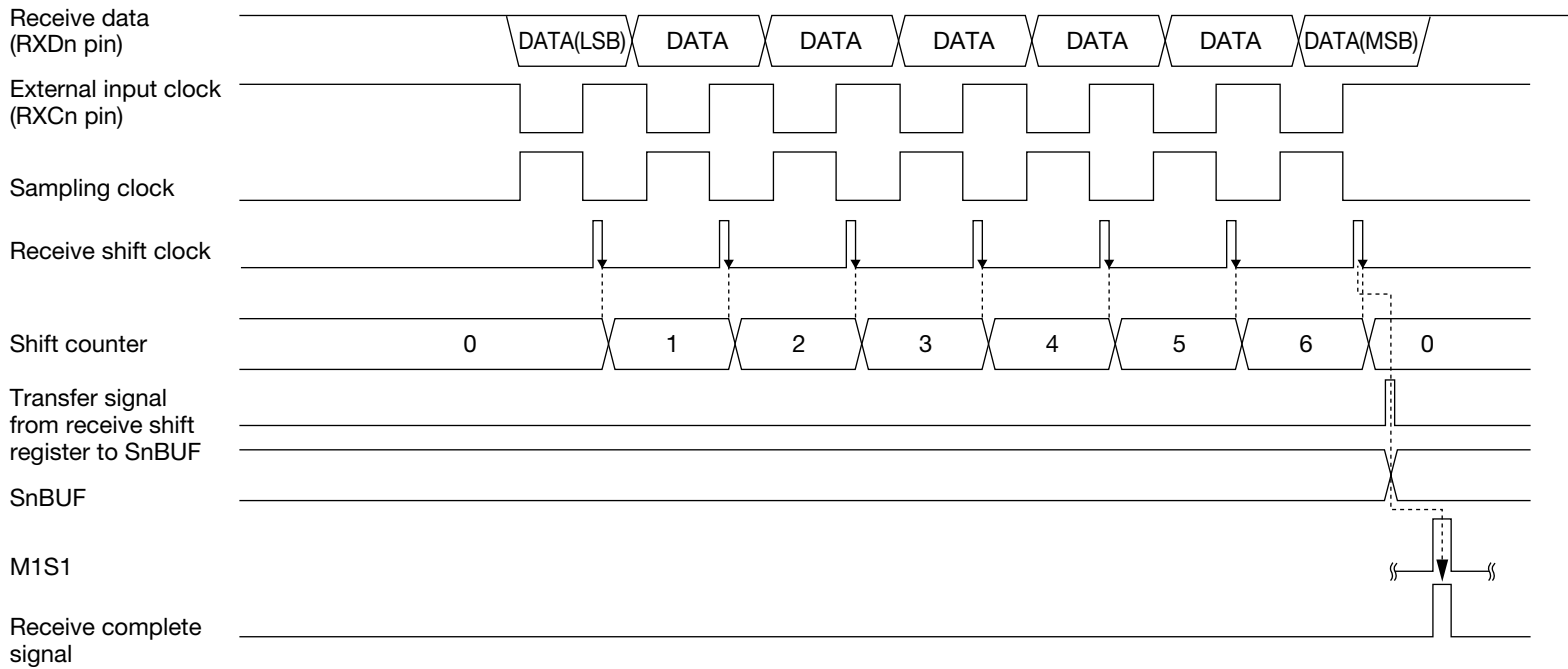 Receive data
(RXDn pin)
DATA(LSB) DATA DATA DATA DATA DATA DATA(MSB)
External input clock
(RXCn pin)
Sampling clock
Receive shift clock
Shift counter 0 1 2 3 4 5 6 0
Transfer signal
from receive shift
register to SnBUF
SnBUF
M1S1
Receive complete
signal